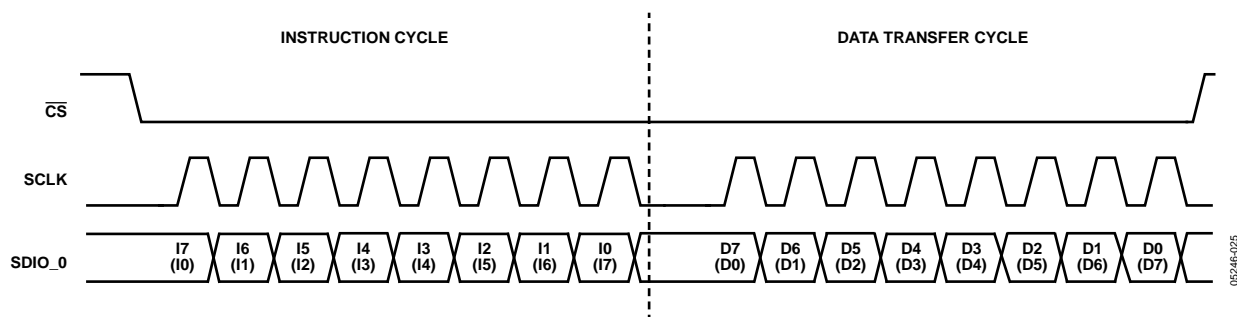 INSTRUCTION CYCLE
DATA TRANSFER CYCLE
CS
SCLK
SDIO_0
I7 I6 I5 I4 I3 I2 I1 I0
(I0) (I1) (I2) (I3) (I4) (I5) (I6) (I7)
D7 D6 D5 D4 D3 D2 D1 D0
(D0) (D1) (D2) (D3) (D4) (D5) (D6) (D7)
05246-025